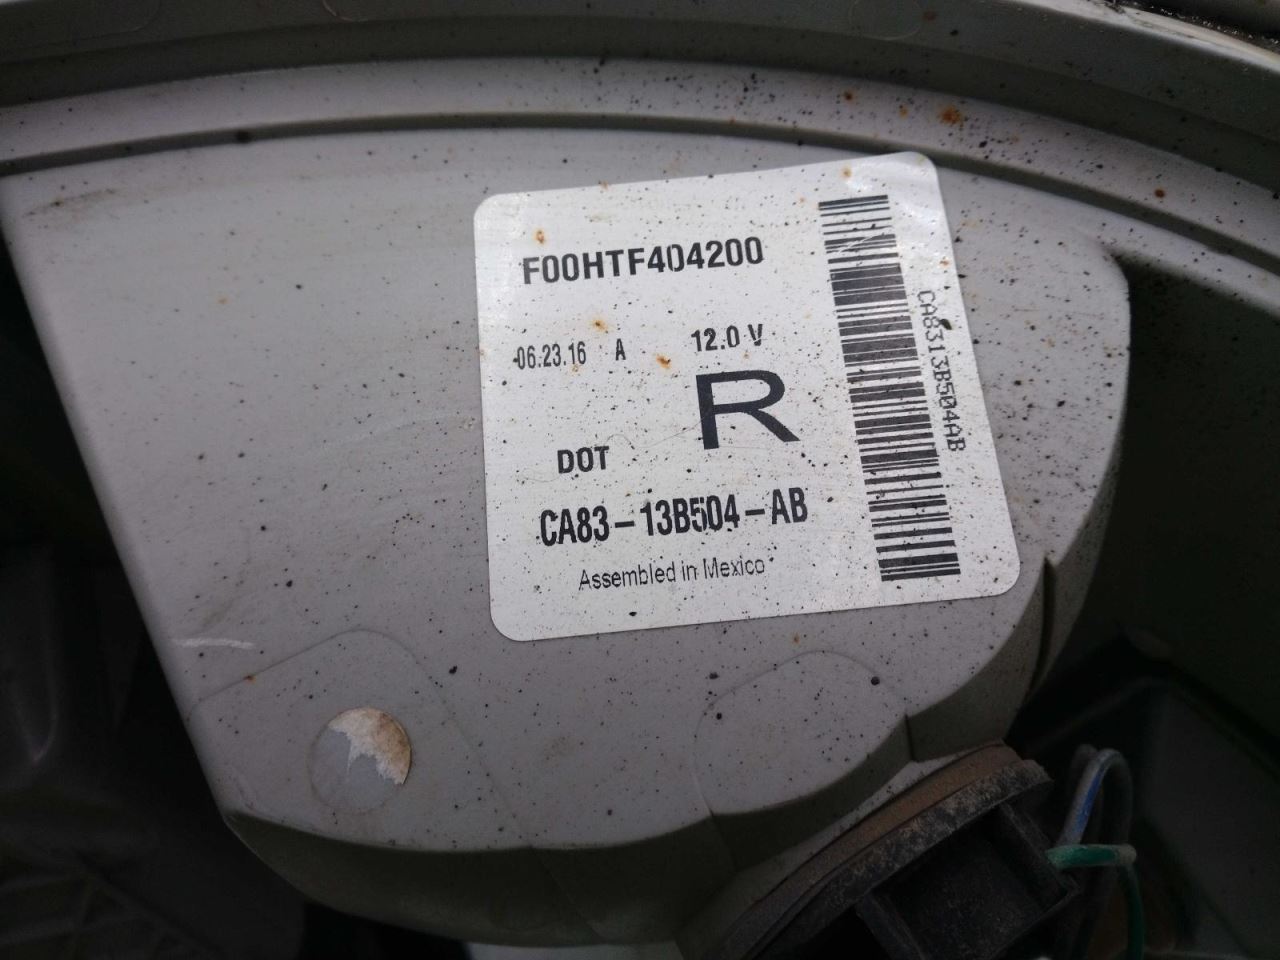 F00HTF404200
06.23.16 A 12.0 V
R
DOT
CA83-13B504-AB
Assembled in Mexico
CA8313B504AB